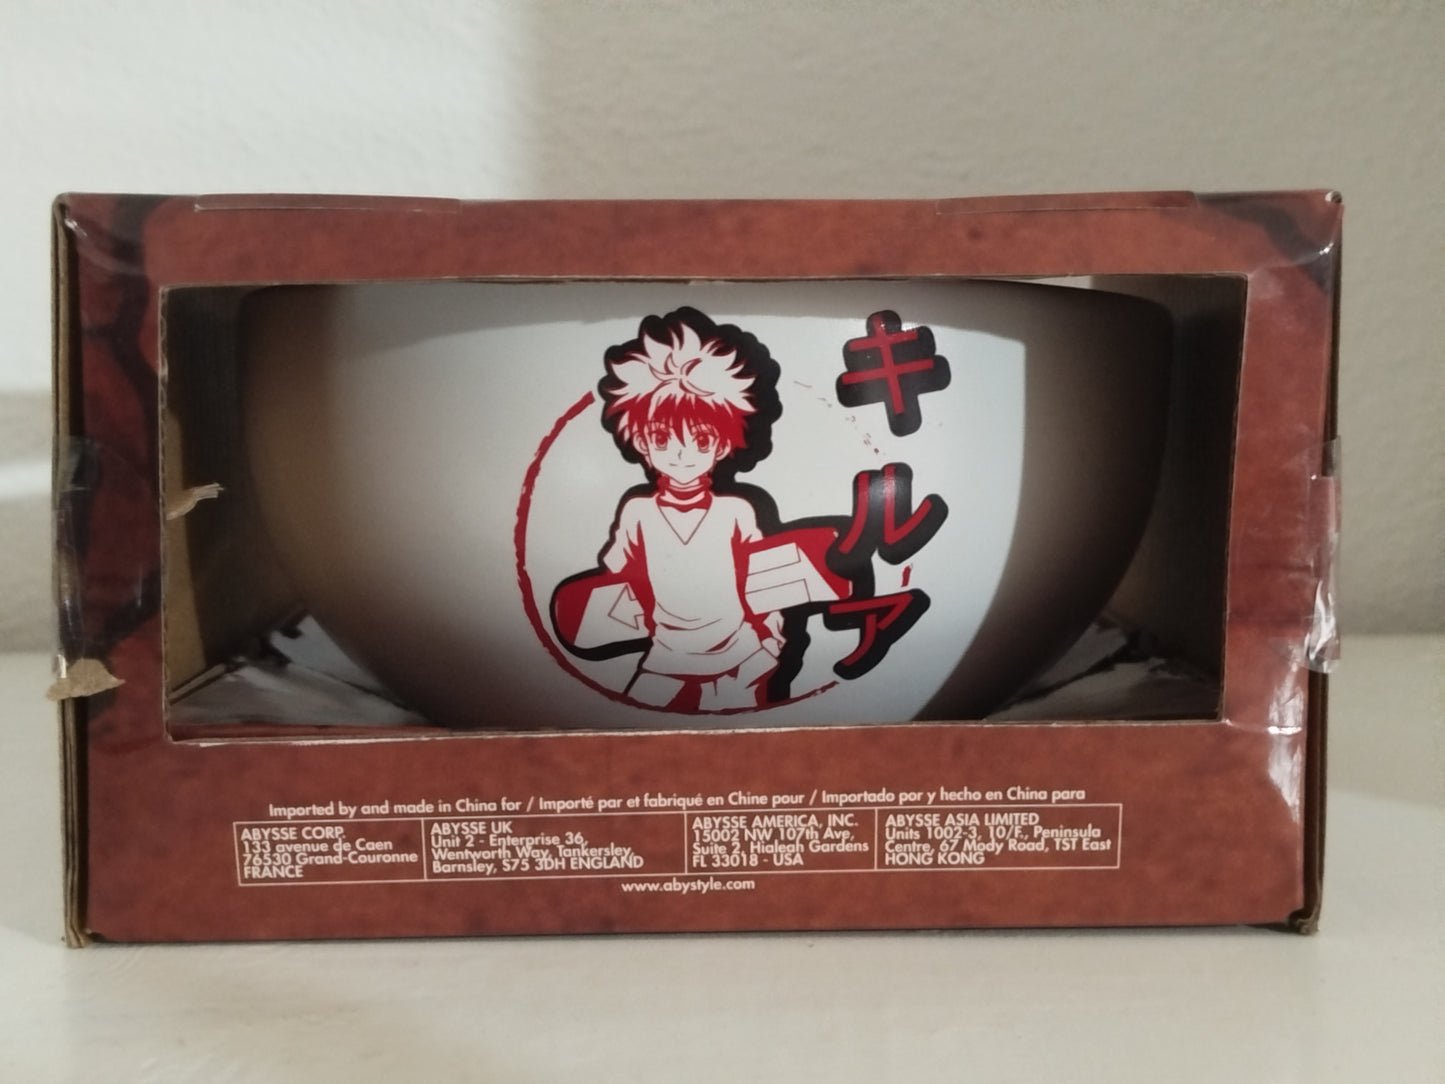 キルア
Imported by and made in China for / Importé par et fabriqué en Chine pour / Importado por y hecho en China para
ABYSSE CORP.
133 avenue de Caen
76530 Grand-Couronne
FRANCE
ABYSSE UK
Unit 2 - Enterprise 36,
Wentworth Way, Tankersley,
Barnsley, S75 3DH ENGLAND
ABYSSE AMERICA, INC.
15002 NW 107th Ave,
Suite 2, Hialeah Gardens
FL 33018 - USA
ABYSSE ASIA LIMITED
Units 1002-3, 10/F., Peninsula
Centre, 67 Mody Road, TST East
HONG KONG
www.abystyle.com